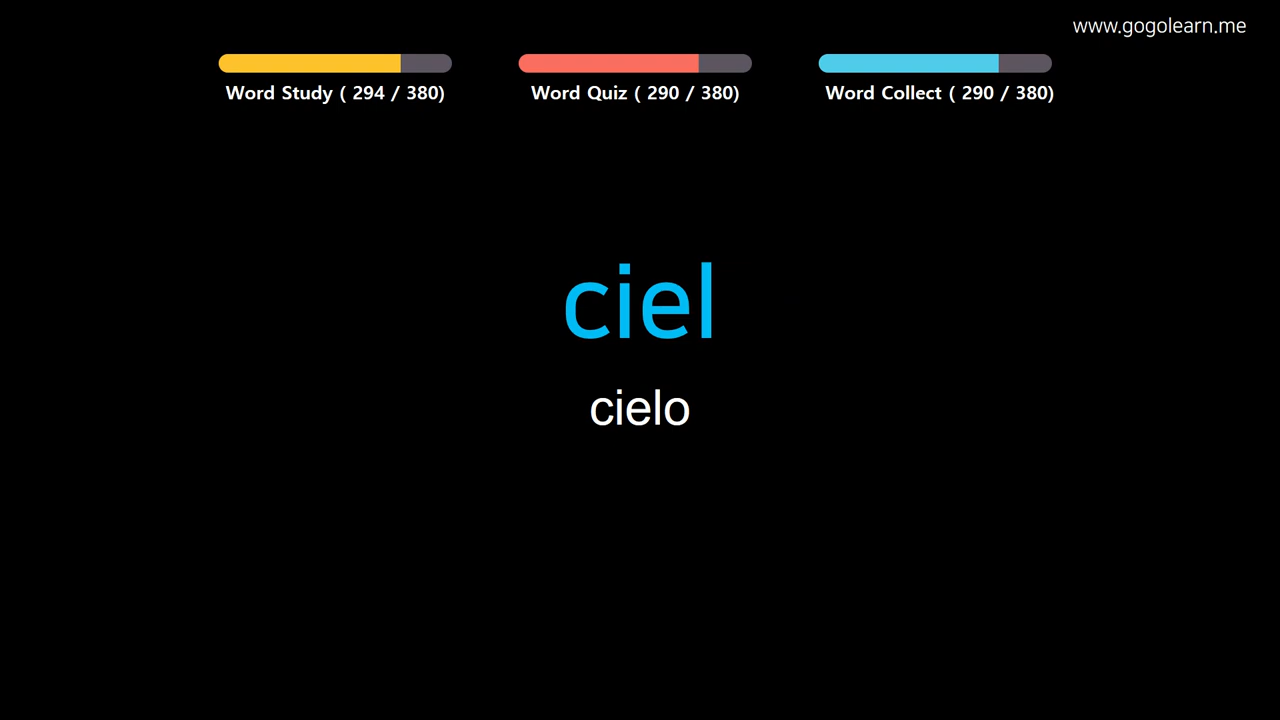 www.gogolearn.me
Word Study ( 294 / 380)
Word Quiz ( 290 / 380)
Word Collect ( 290 / 380)
ciel
cielo